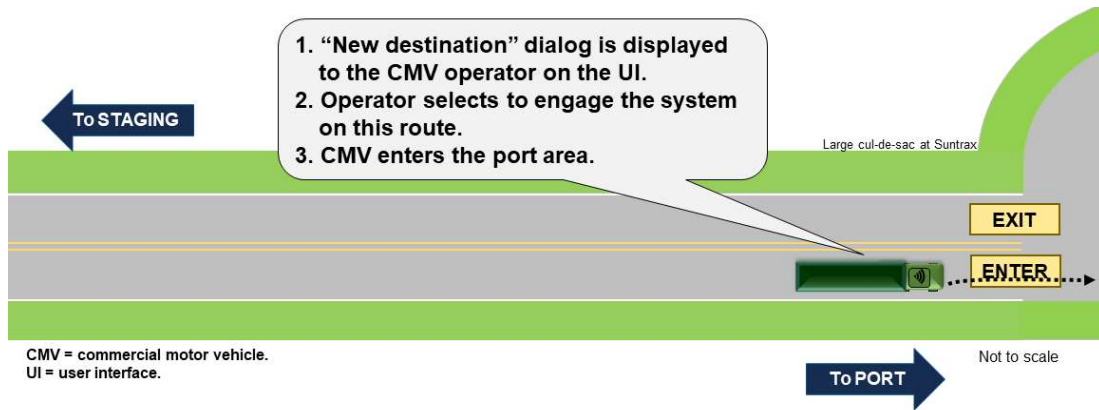 1. “New destination” dialog is displayed
to the CMV operator on the UI.
2. Operator selects to engage the system
on this route.
3. CMV enters the port area.
To STAGING
Large cul-de-sac at Suntrax
EXIT
ENTER
CMV = commercial motor vehicle.
UI = user interface.
To PORT
Not to scale